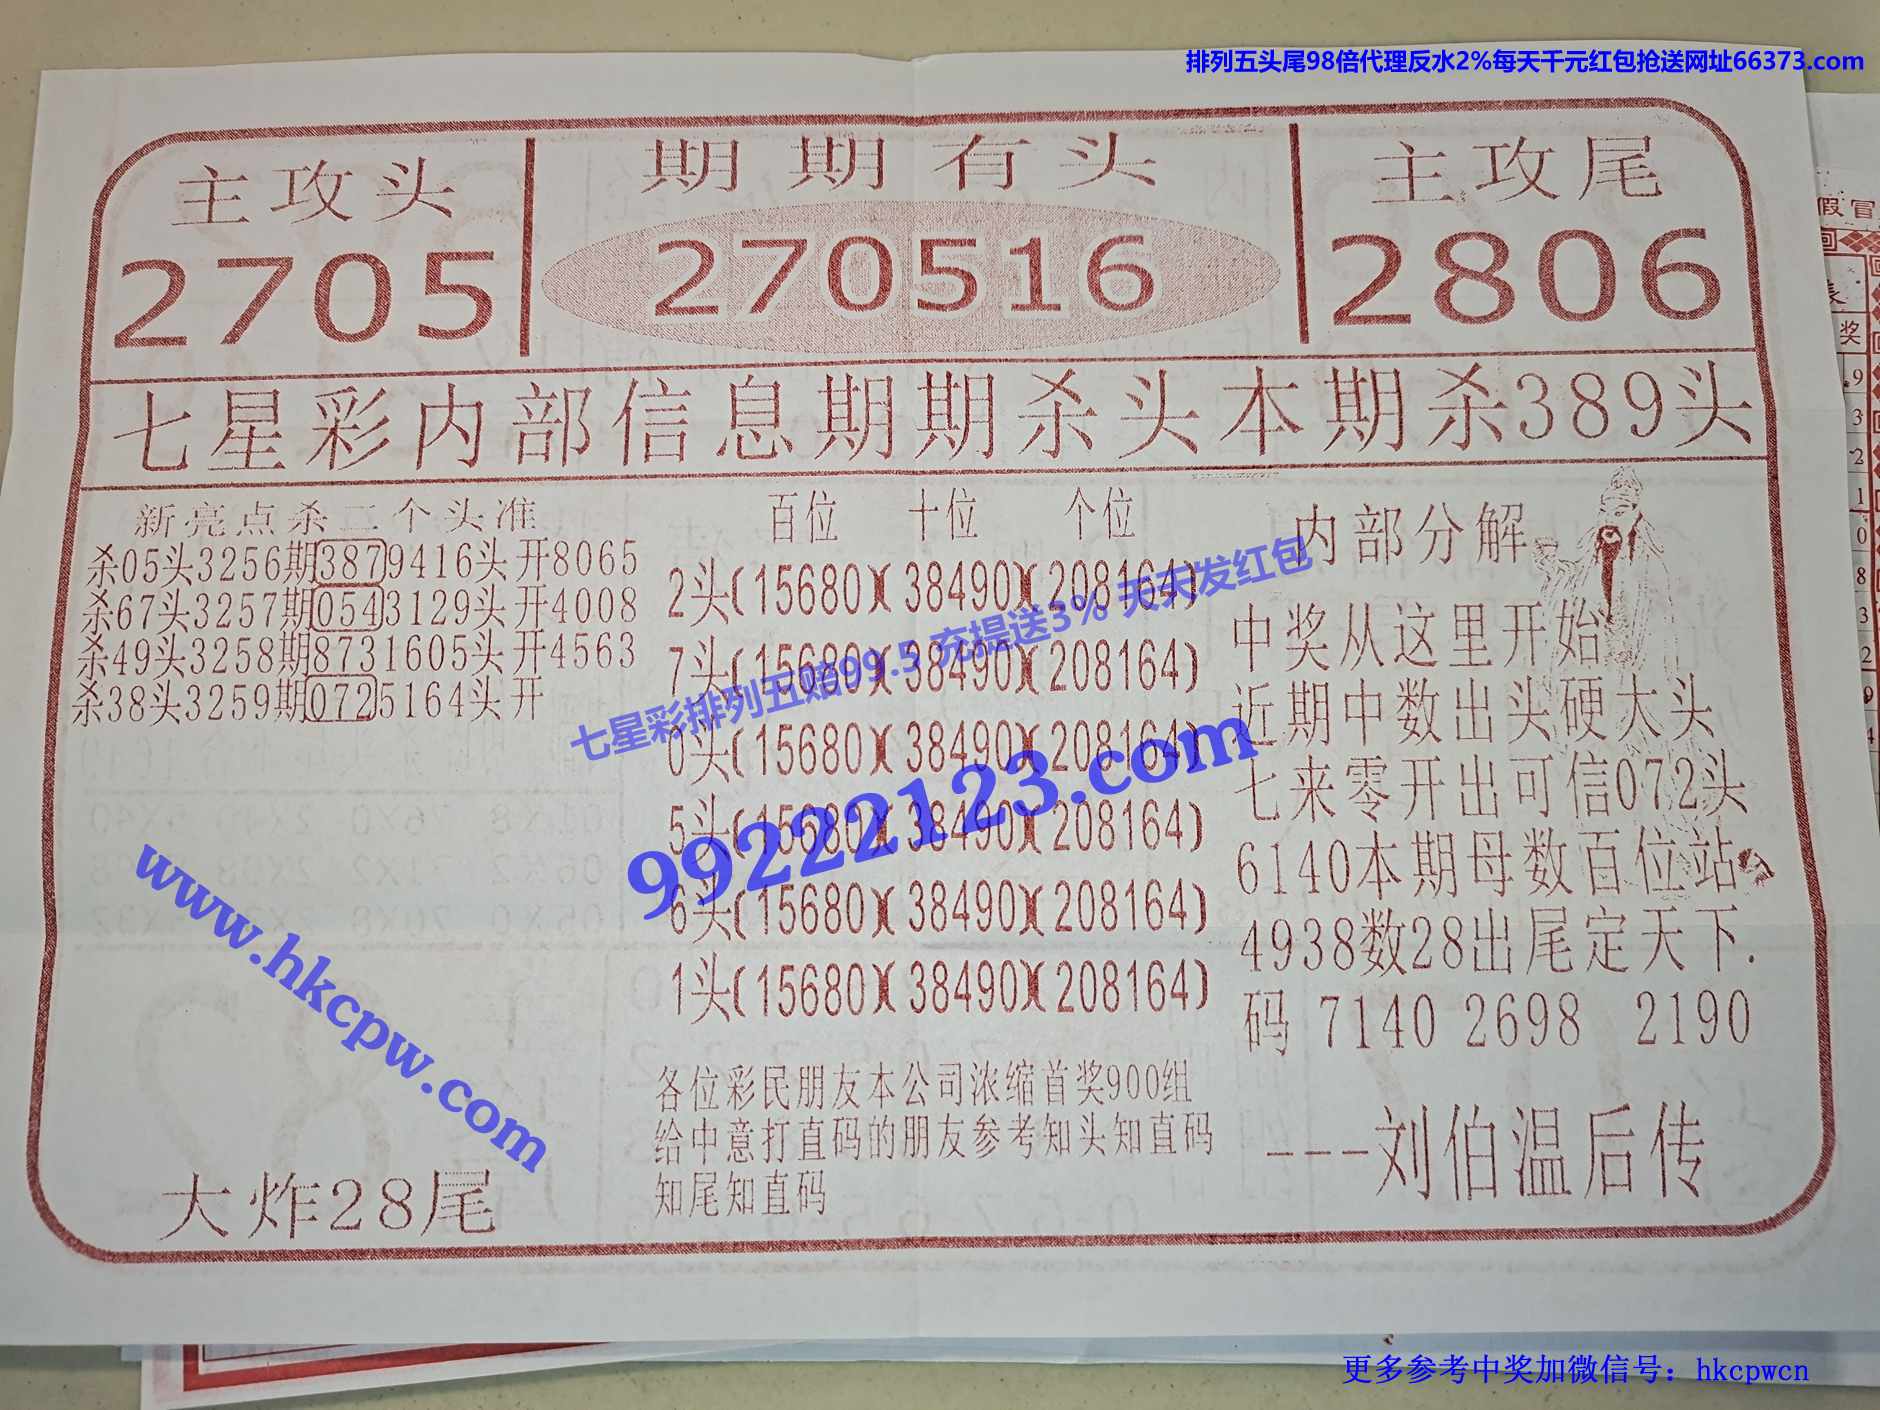 排列五头尾98倍代理反水2%每天千元红包抢送网址66373.com
主攻头
2705
期期有头
270516
主攻尾
2806
七星彩内部信息期期杀头本期杀389头
新亮点杀二个头准
杀05头3256期3879416头开8065
杀67头3257期0543129头开4008
杀49头3258期8731605头开4563
杀38头3259期0725164头开
大炸28尾
百位 十位 个位
2头(15680)(38490)(208164)
7头(15680)(38490)(208164)
0头(15680)(38490)(208164)
5头(15680)(38490)(208164)
6头(15680)(38490)(208164)
1头(15680)(38490)(208164)
各位彩民朋友本公司浓缩首奖900组
给中意打直码的朋友参考知头知直码
知尾知直码
内部分解
中奖从这里开始
近期中数出头硬大头
七来零开出可信072头
6140本期母数百位站
4938数28出尾定天下.
码 7140 2698 2190
---刘伯温后传
七星彩排列五赔99.5 充提送3% 天天发红包
99222123.com
www.hkcpw.com
假冒
奖
更多参考中奖加微信号：hkcpwcn